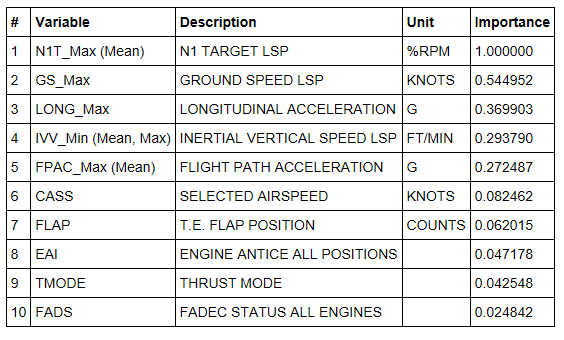 # Variable Description Unit Importance
1 N1T_Max (Mean) N1 TARGET LSP %RPM 1.000000
2 GS_Max GROUND SPEED LSP KNOTS 0.544952
3 LONG_Max LONGITUDINAL ACCELERATION G 0.369903
4 IVV_Min (Mean, Max) INERTIAL VERTICAL SPEED LSP FT/MIN 0.293790
5 FPAC_Max (Mean) FLIGHT PATH ACCELERATION G 0.272487
6 CASS SELECTED AIRSPEED KNOTS 0.082462
7 FLAP T.E. FLAP POSITION COUNTS 0.062015
8 EAI ENGINE ANTICE ALL POSITIONS 0.047178
9 TMODE THRUST MODE 0.042548
10 FADS FADEC STATUS ALL ENGINES 0.024842